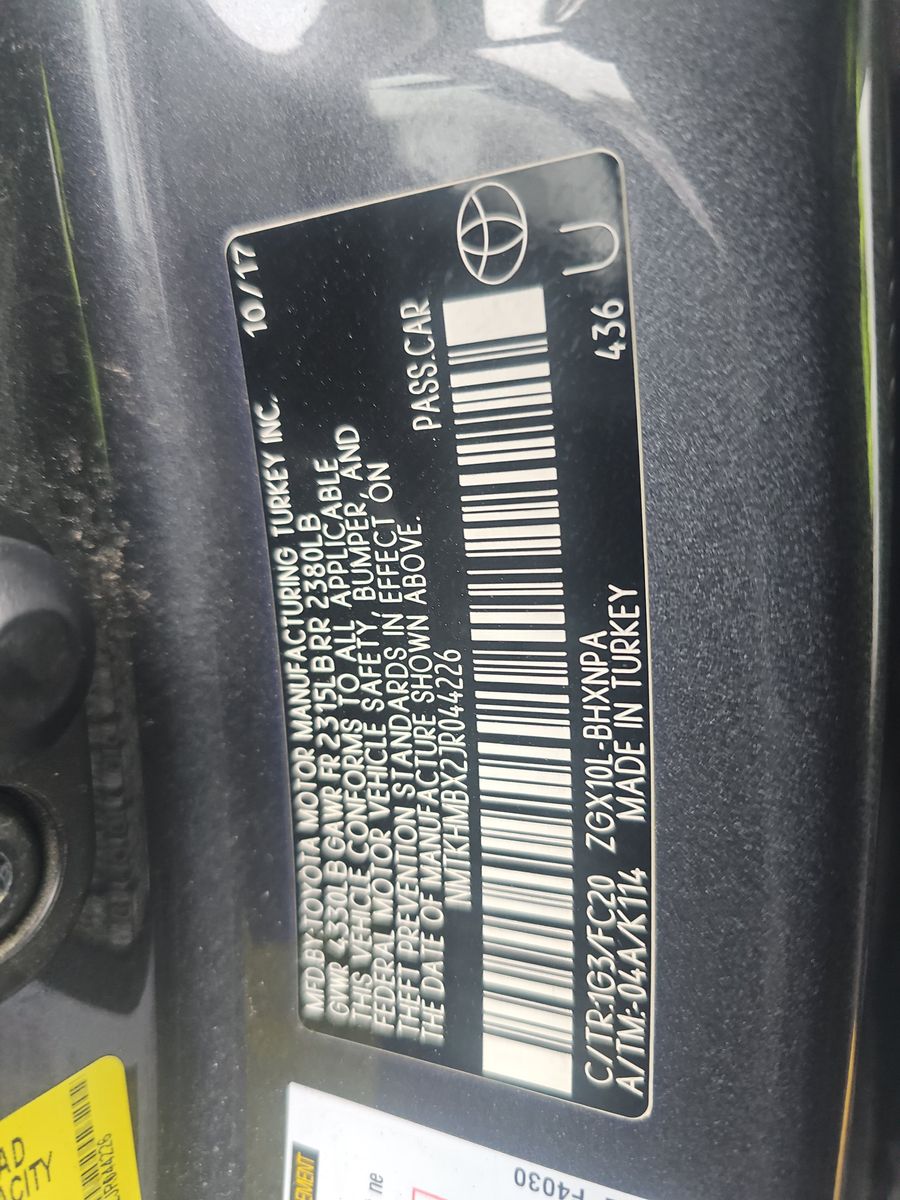 MFD BY:TOYOTA MOTOR MANUFACTURING TURKEY INC. 10/17
GVWR 4330LB GAWR FR 2315LB RR 2380LB
THIS VEHICLE CONFORMS TO ALL APPLICABLE
FEDERAL MOTOR VEHICLE SAFETY, BUMPER, AND
THEFT PREVENTION STANDARDS IN EFFECT ON
THE DATE OF MANUFACTURE SHOWN ABOVE.
NMTKHMBX2JR044226 PASS.CAR
C/TR:1G3/FC20 ZGX10L-BHXNPA 436 U
A/TM:-04A/K114 MADE IN TURKEY
F4030